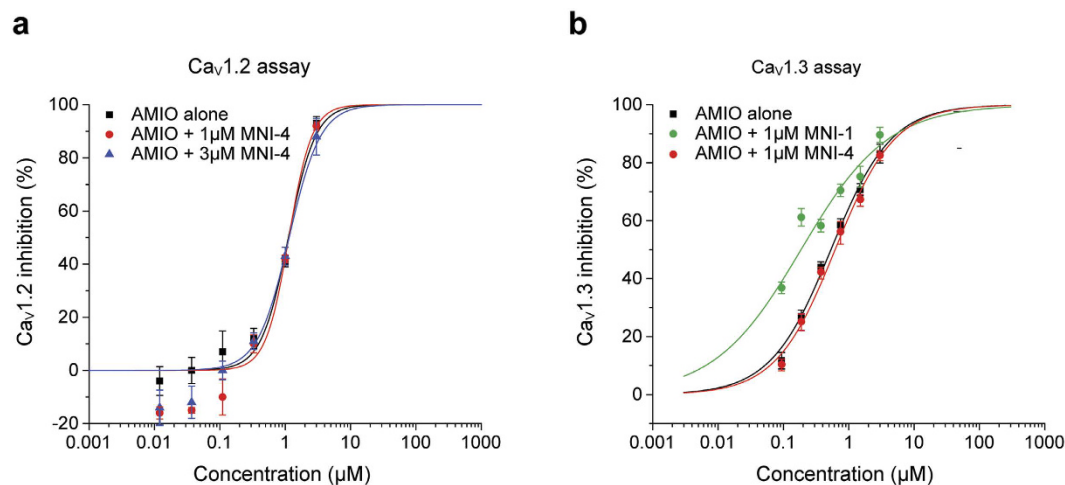 a
Caᵥ1.2 assay
100
80
60
40
20
0
-20
Caᵥ1.2 inhibition (%)
AMIO alone
AMIO + 1µM MNI-4
AMIO + 3µM MNI-4
0.001 0.01 0.1 1 10 100 1000
Concentration (µM)
b
Caᵥ1.3 assay
100
80
60
40
20
0
Caᵥ1.3 inhibition (%)
AMIO alone
AMIO + 1µM MNI-1
AMIO + 1µM MNI-4
0.001 0.01 0.1 1 10 100 1000
Concentration (µM)